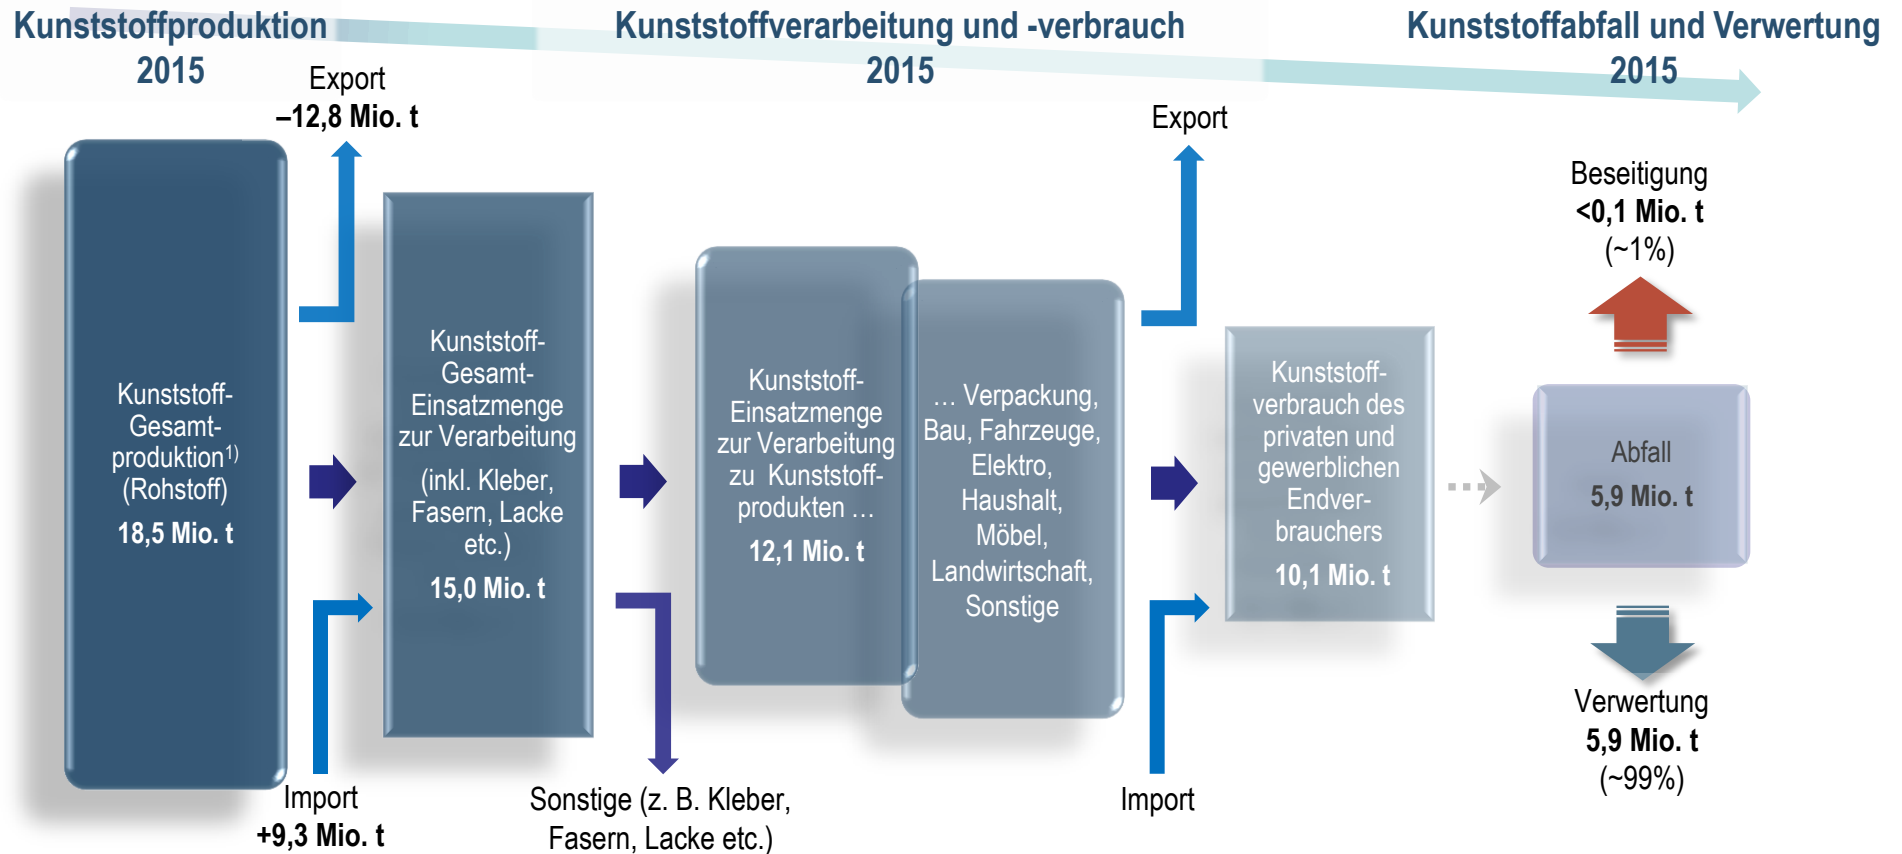 Kunststoffproduktion
2015
Kunststoffverarbeitung und -verbrauch
2015
Kunststoffabfall und Verwertung
2015
Export
–12,8 Mio. t
Kunststoff-
Gesamt-
produktion1)
(Rohstoff)
18,5 Mio. t
Import
+9,3 Mio. t
Kunststoff-
Gesamt-
Einsatzmenge
zur Verarbeitung
(inkl. Kleber,
Fasern, Lacke
etc.)
15,0 Mio. t
Sonstige (z. B. Kleber,
Fasern, Lacke etc.)
Kunststoff-
Einsatzmenge
zur Verarbeitung
zu Kunststoff-
produkten …
12,1 Mio. t
… Verpackung,
Bau, Fahrzeuge,
Elektro,
Haushalt,
Möbel,
Landwirtschaft,
Sonstige
Export
Import
Kunststoff-
verbrauch des
privaten und
gewerblichen
Endver-
brauchers
10,1 Mio. t
Beseitigung
<0,1 Mio. t
(~1%)
Abfall
5,9 Mio. t
Verwertung
5,9 Mio. t
(~99%)